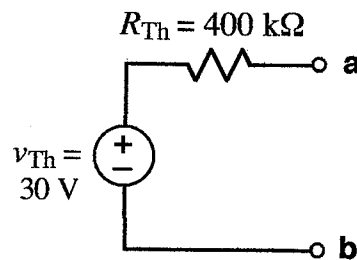 R_Th = 400 kΩ
a
+
v_Th =
−
30 V
b